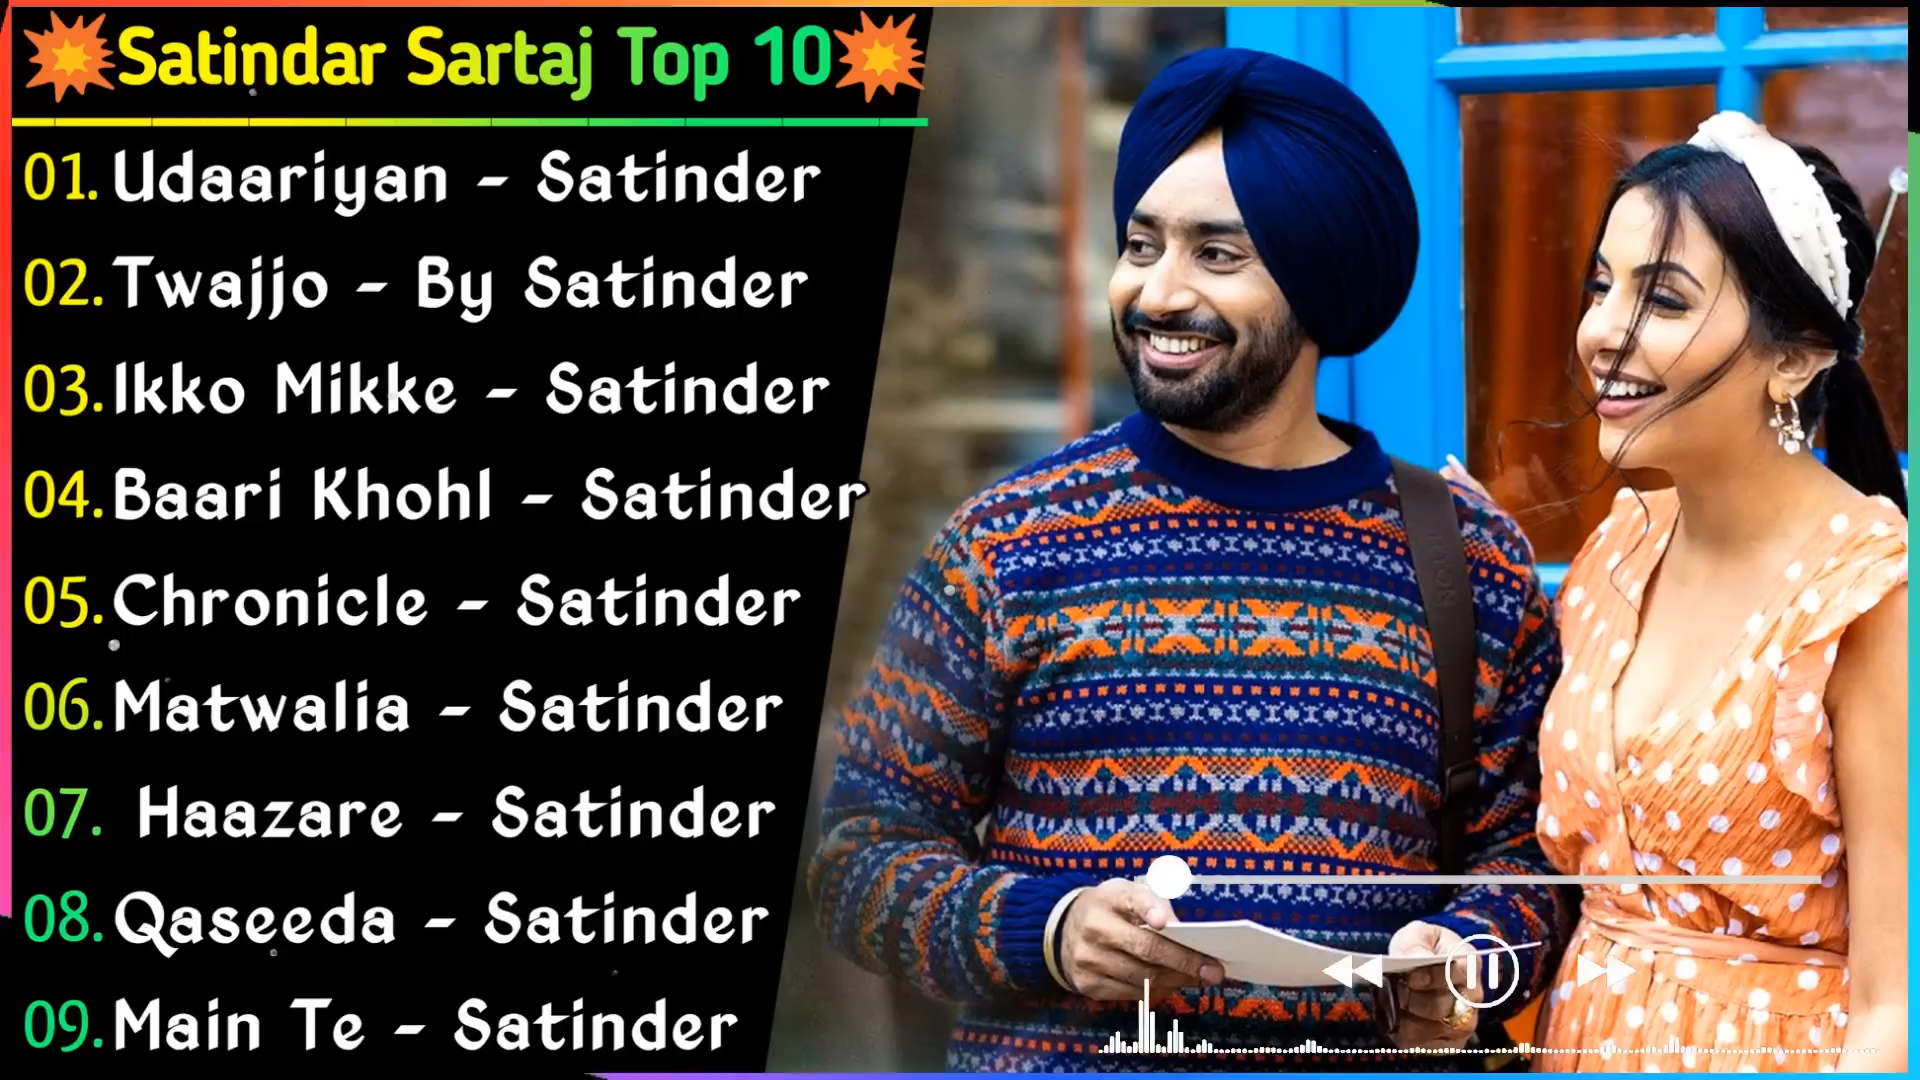 Satindar Sartaj Top 10
01. Udaariyan - Satinder
02. Twajjo - By Satinder
03. Ikko Mikke - Satinder
04. Baari Khohl - Satinder
05. Chronicle - Satinder
06. Matwalia - Satinder
07. Haazare - Satinder
08. Qaseeda - Satinder
09. Main Te - Satinder